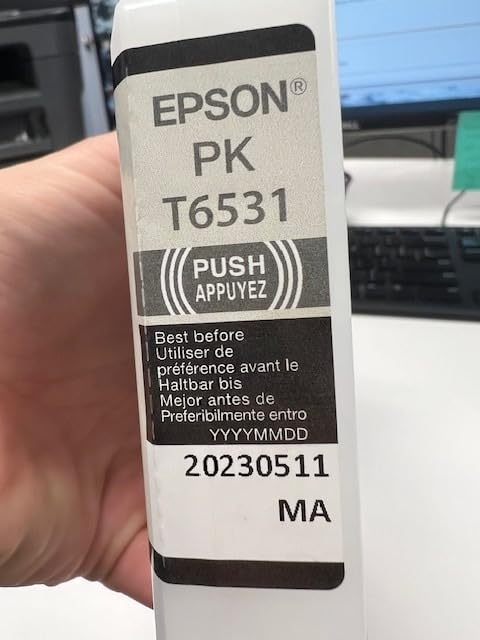 EPSON®
PK
T6531
PUSH
APPUYEZ
Best before
Utiliser de
préférence avant le
Haltbar bis
Mejor antes de
Preferibilmente entro
YYYYMMDD
20230511
MA